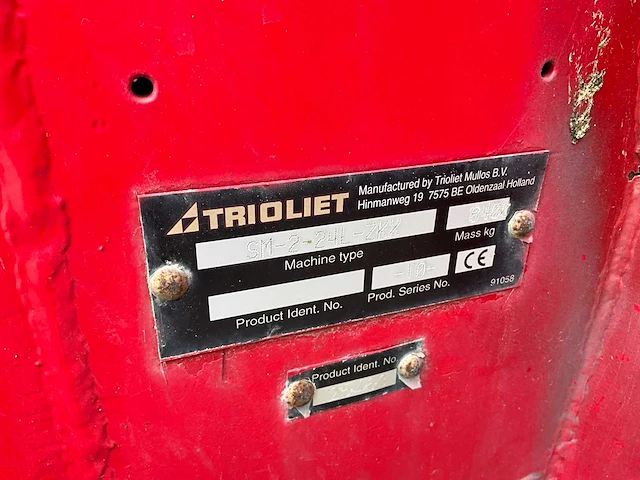 TRIOLIET
Manufactured by Trioliet Mullos B.V.
Hinmanweg 19 7575 BE Oldenzaal Holland
SM-2-24L-ZK2
Machine type
Mass kg
-10-
Product Ident. No.
Prod. Series No.
CE
91058
Product Ident. No.